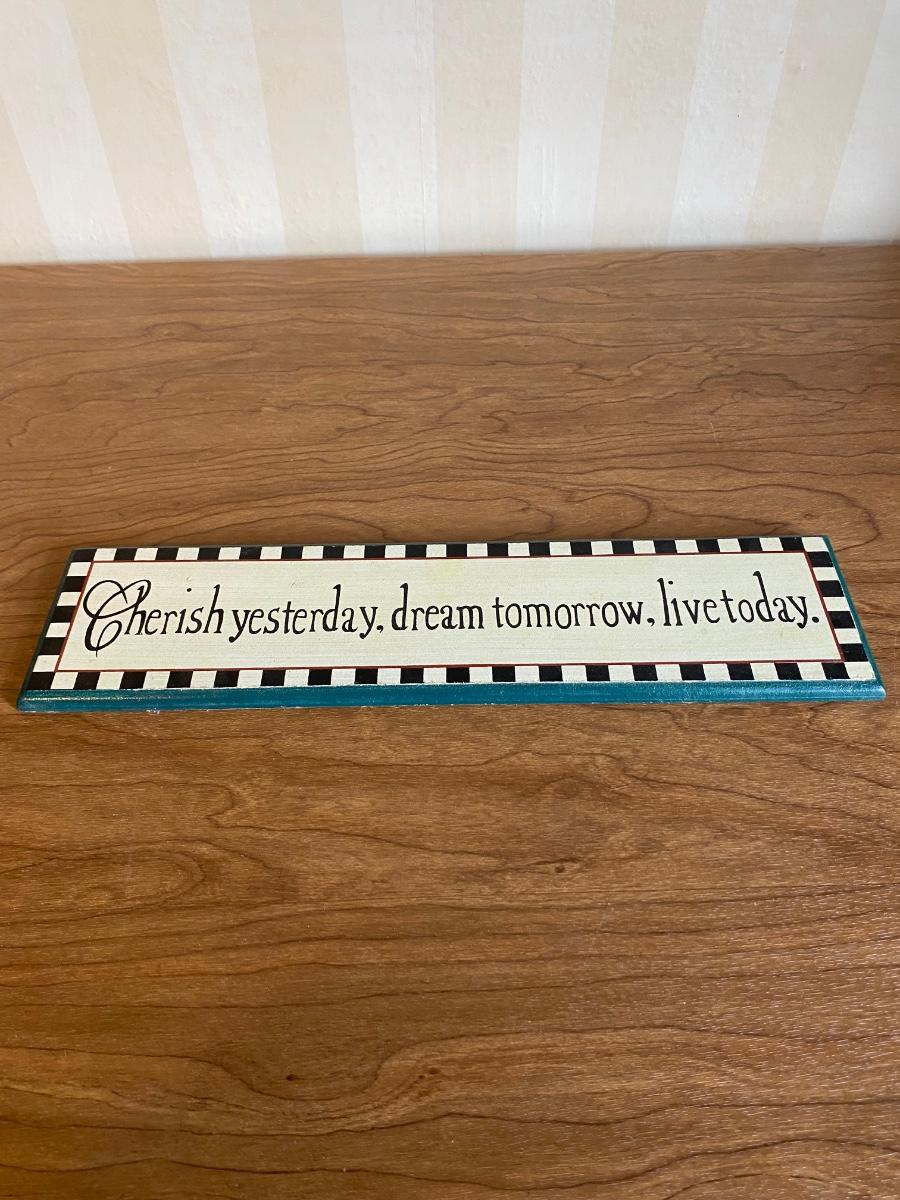 Cherish yesterday, dream tomorrow, live today.